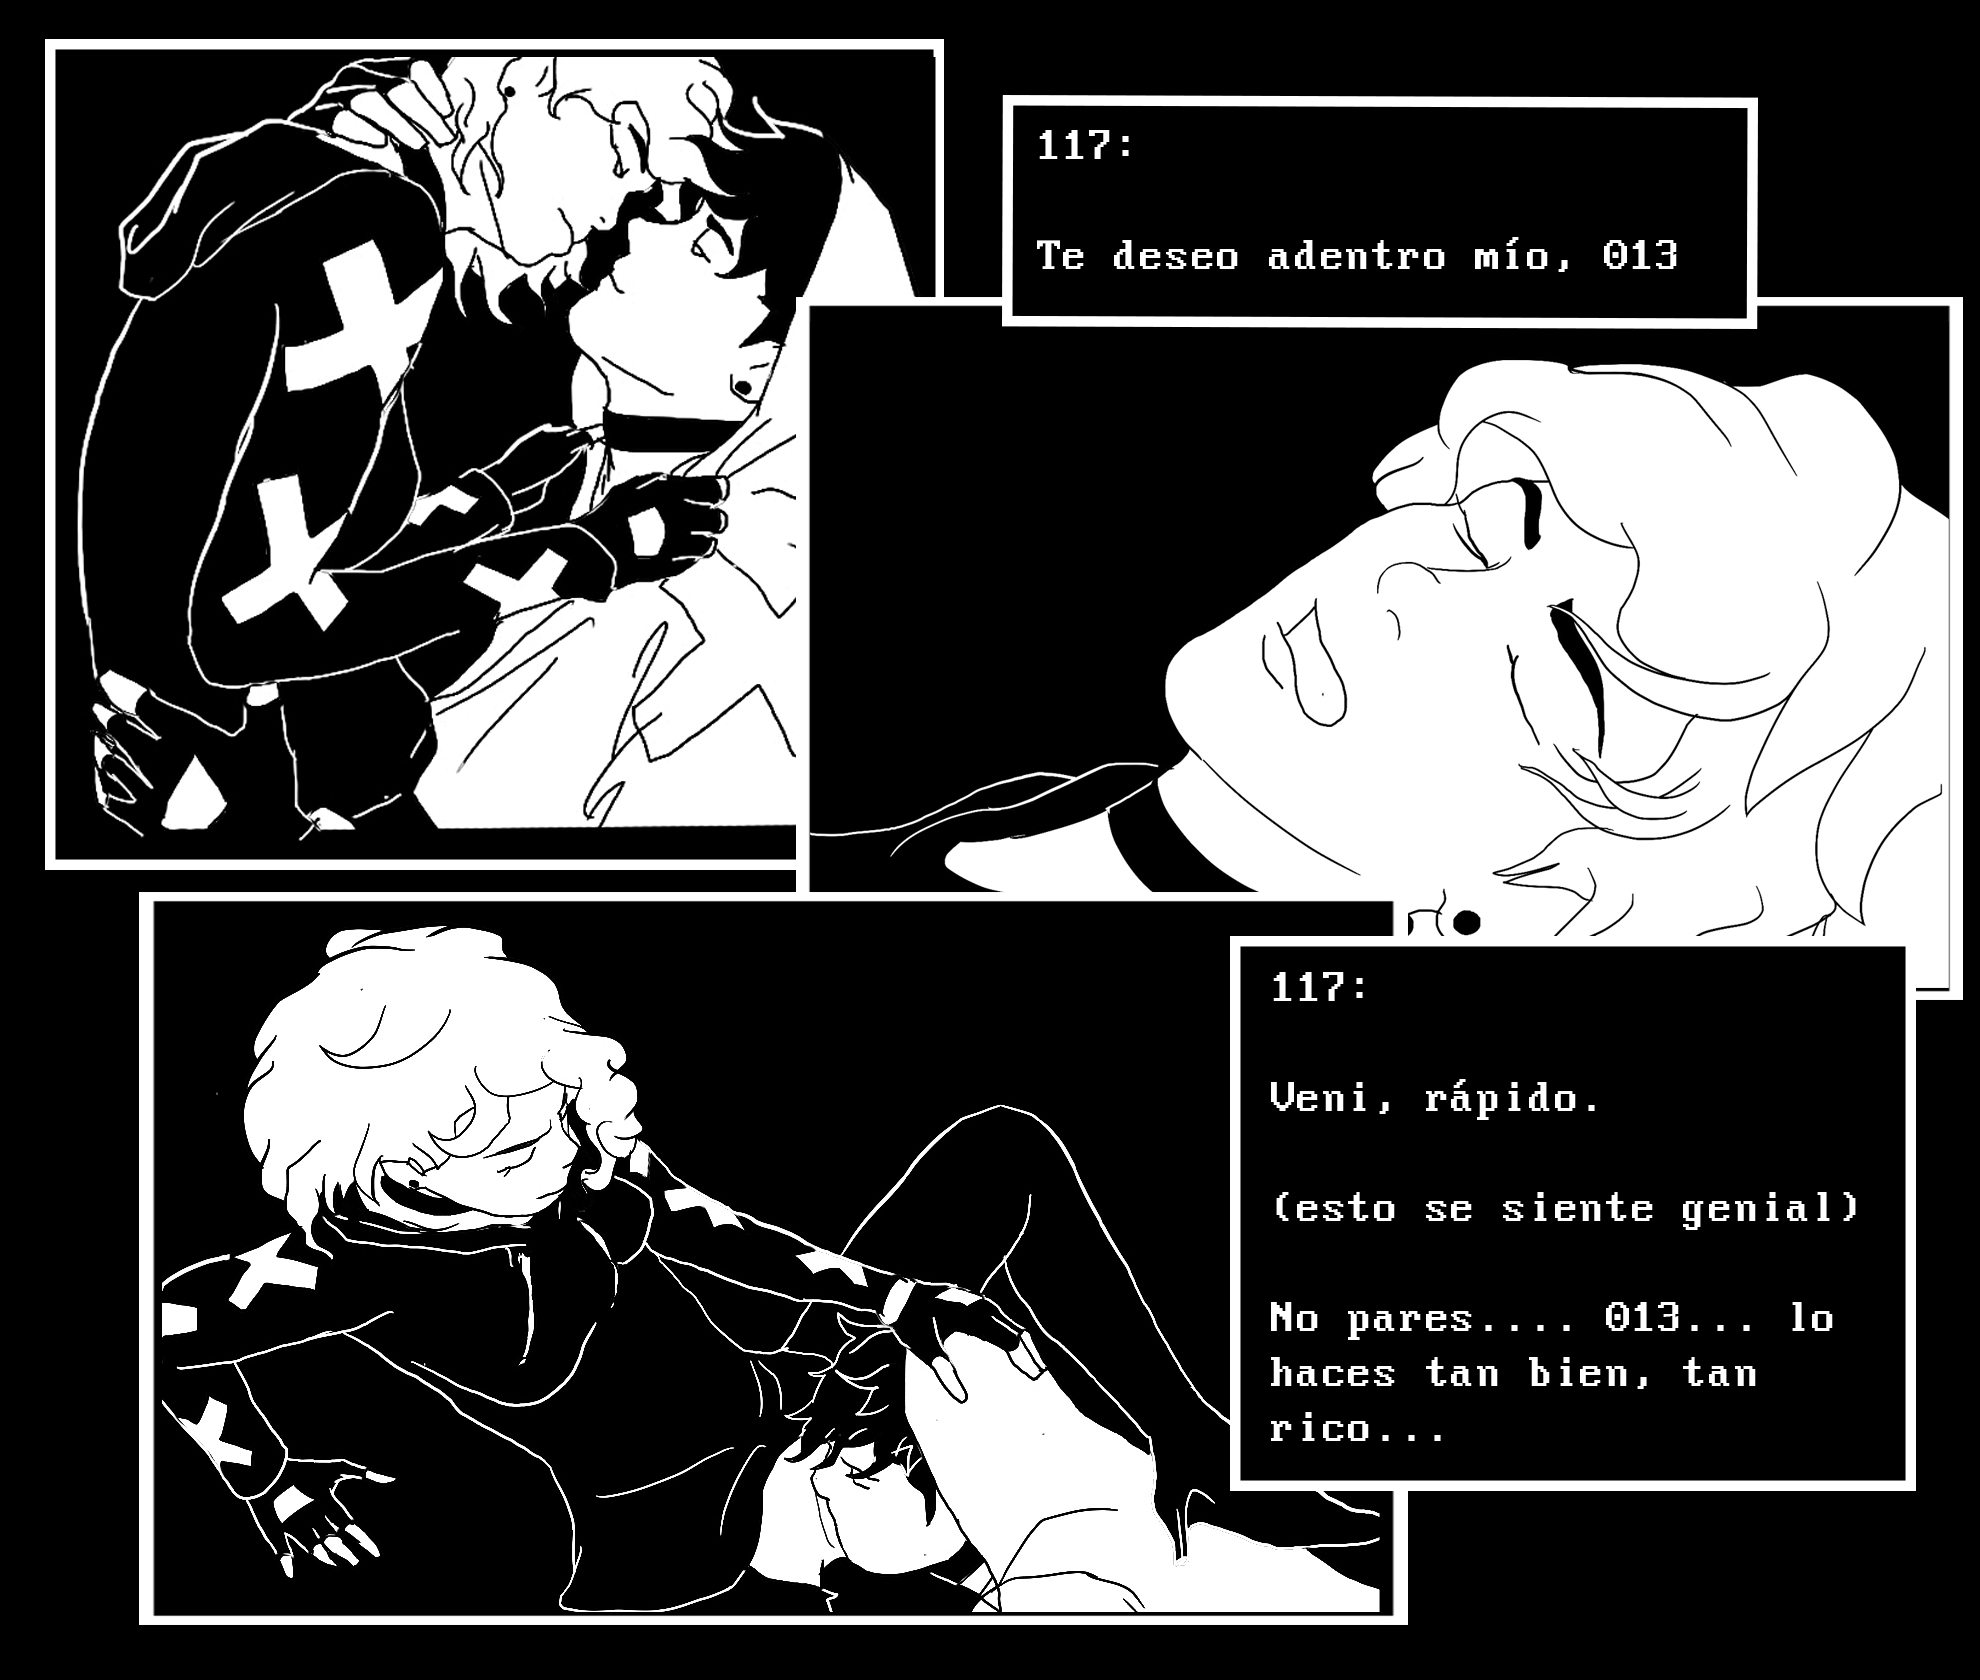 117:
Te deseo adentro mío, 013
117:
Veni, rápido.
(esto se siente genial)
No pares.... 013... lo
haces tan bien, tan
rico...